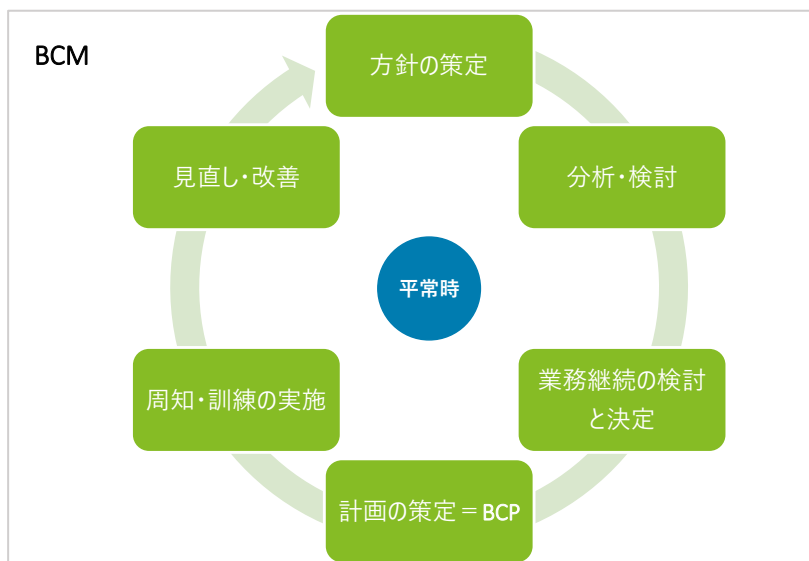 BCM
方針の策定
分析・検討
業務継続の検討
と決定
計画の策定＝BCP
周知・訓練の実施
見直し・改善
平常時